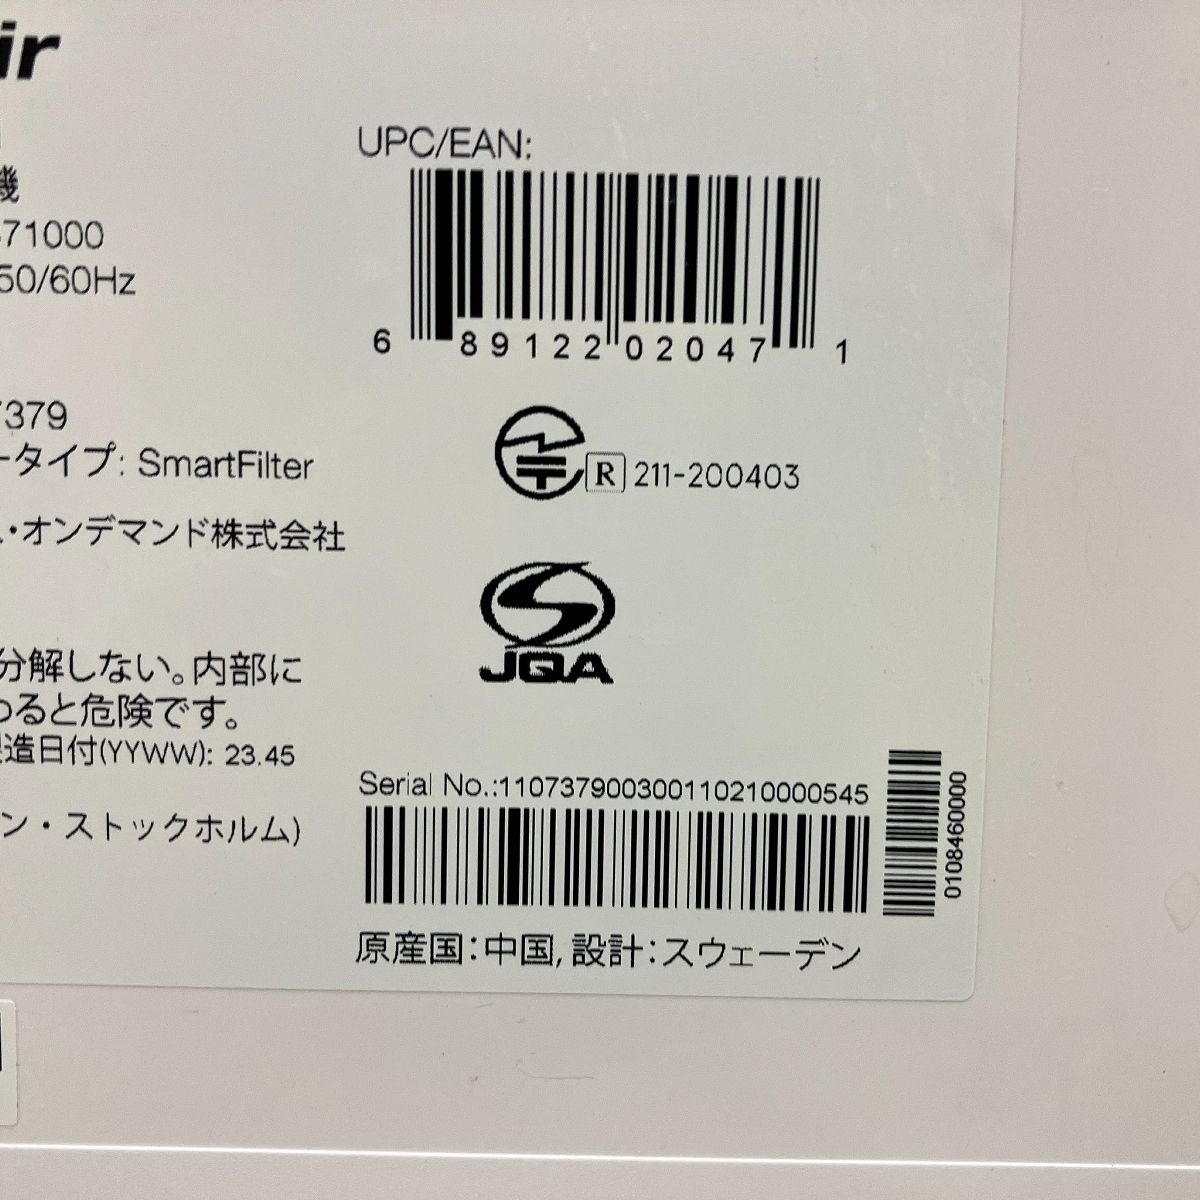 ir
UPC/EAN:
機
71000
50/60Hz
6 89122 02047 1
7379
ータイプ: SmartFilter
R 211-200403
ス・オンデマンド株式会社
JQA
分解しない。内部に
わると危険です。
造日付(YYWW): 23.45
Serial No.:110737900300110210000545
0108460000
ン・ストックホルム)
原産国:中国, 設計:スウェーデン